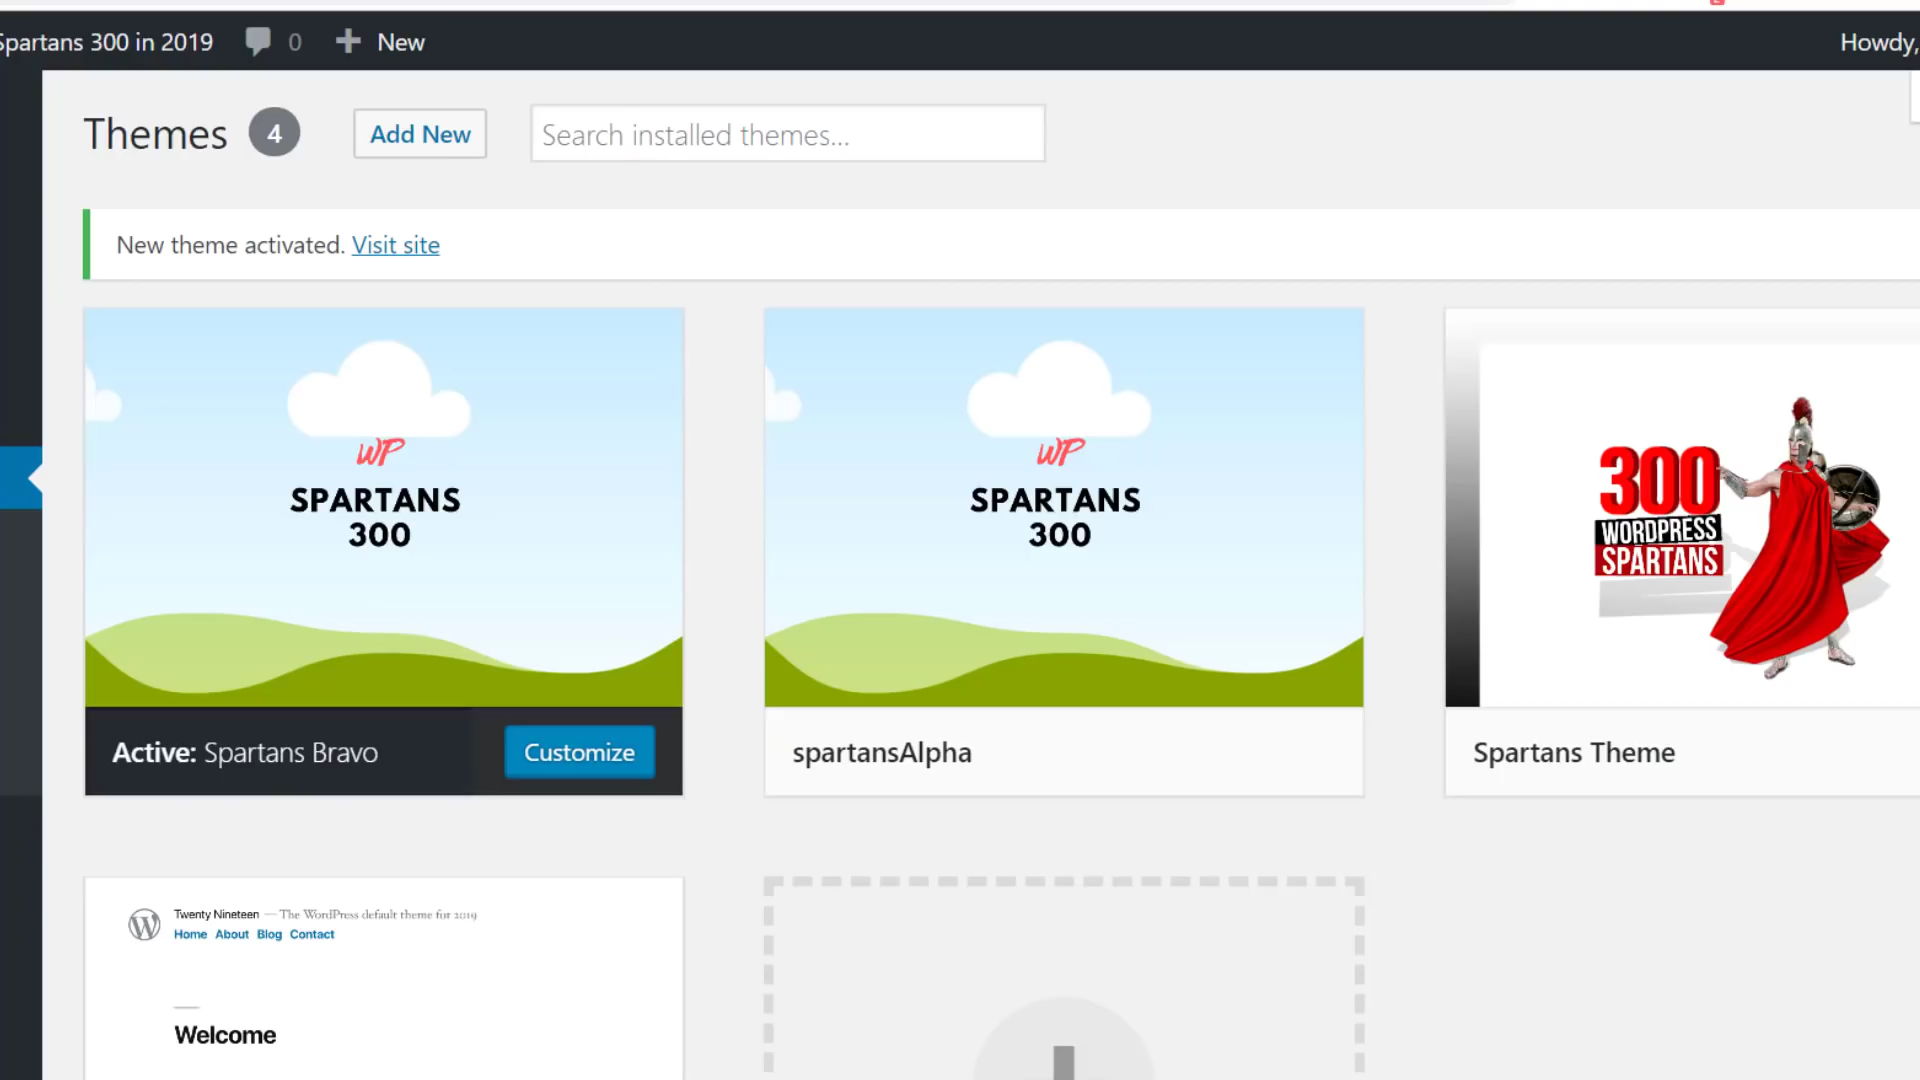 Spartans 300 in 2019 0 New Howdy,
Themes 4 Add New Search installed themes...
New theme activated. Visit site
WP
SPARTANS
300
WP
SPARTANS
300
300
WORDPRESS
SPARTANS
Active: Spartans Bravo Customize
spartansAlpha
Spartans Theme
Twenty Nineteen — The WordPress default theme for 2019
Home About Blog Contact
Welcome